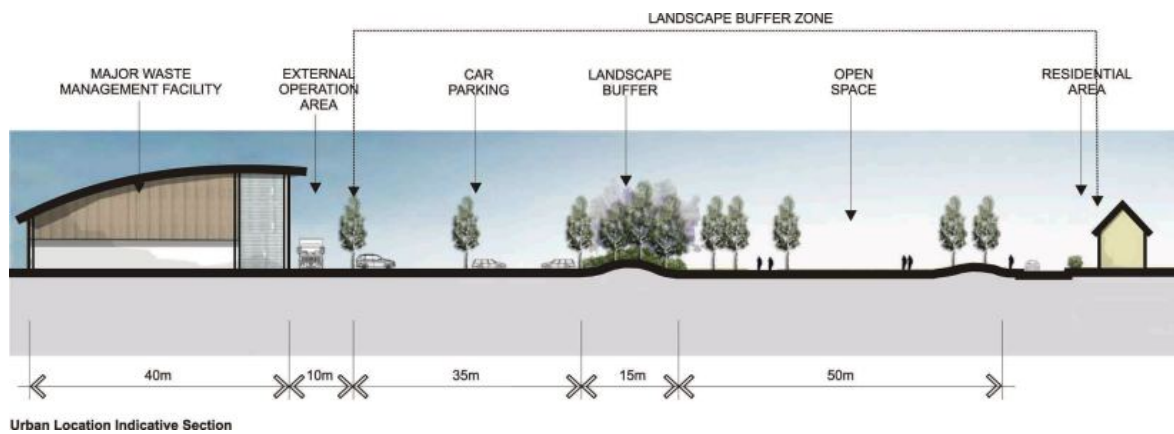 LANDSCAPE BUFFER ZONE
MAJOR WASTE
MANAGEMENT FACILITY
EXTERNAL
OPERATION
AREA
CAR
PARKING
LANDSCAPE
BUFFER
OPEN
SPACE
RESIDENTIAL
AREA
40m
10m
35m
15m
50m
Urban Location Indicative Section